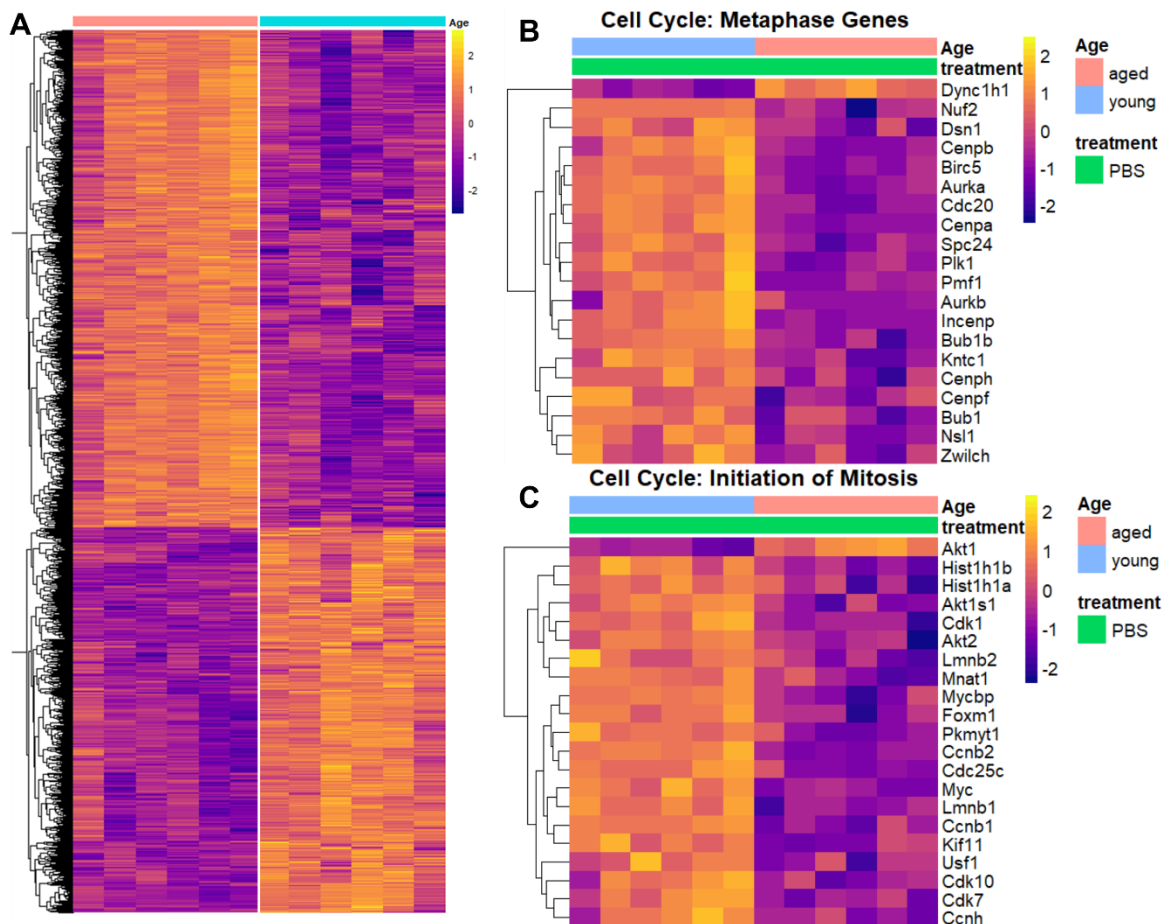 A
Age
2
1
0
-1
-2
B
Cell Cycle: Metaphase Genes
Age
treatment
Dync1h1
Nuf2
Dsn1
Cenpb
Birc5
Aurka
Cdc20
Cenpa
Spc24
Plk1
Pmf1
Aurkb
Incenp
Bub1b
Kntc1
Cenph
Cenpf
Bub1
Nsl1
Zwilch
2
1
0
-1
-2
Age
aged
young
treatment
PBS
C
Cell Cycle: Initiation of Mitosis
Age
treatment
Akt1
Hist1h1b
Hist1h1a
Akt1s1
Cdk1
Akt2
Lmnb2
Mnat1
Mycbp
Foxm1
Pkmyt1
Ccnb2
Cdc25c
Myc
Lmnb1
Ccnb1
Kif11
Usf1
Cdk10
Cdk7
Ccnh
2
1
0
-1
-2
Age
aged
young
treatment
PBS